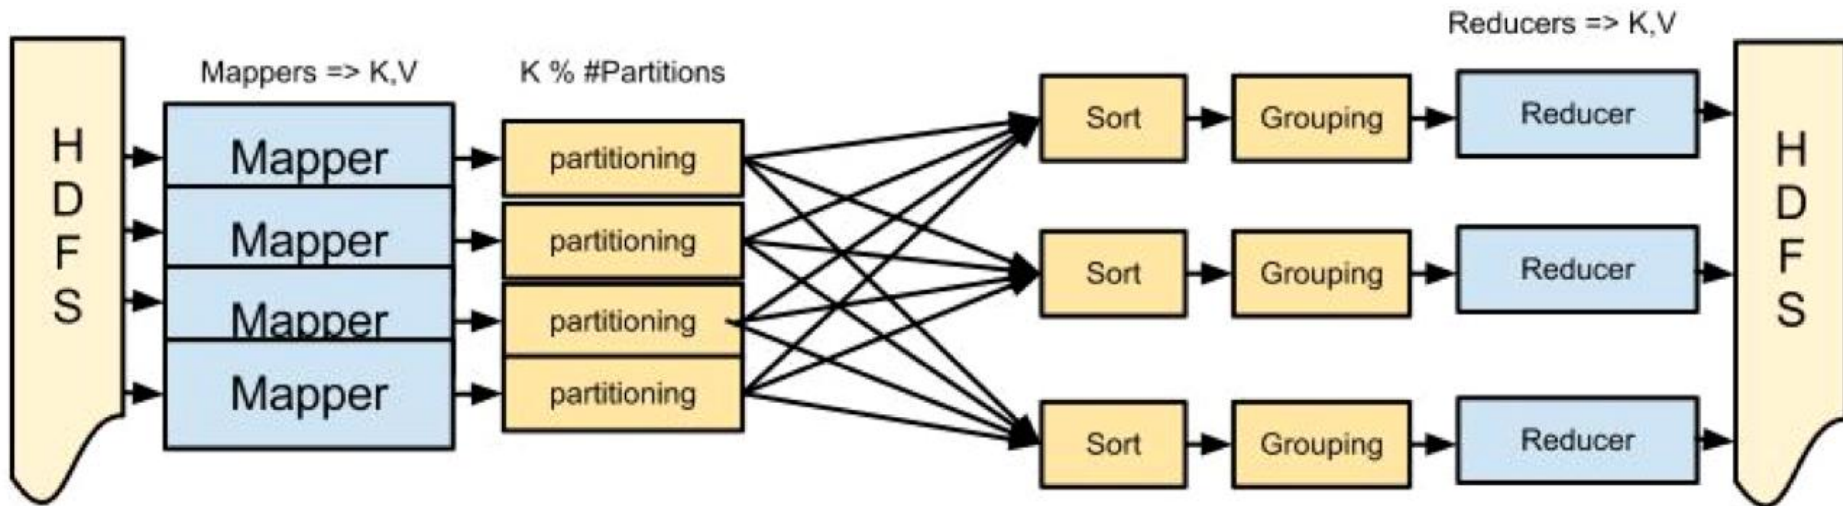 Reducers => K,V
Mappers => K,V
K % #Partitions
H
D
F
S
Mapper
Mapper
Mapper
Mapper
partitioning
partitioning
partitioning
partitioning
Sort
Grouping
Reducer
Sort
Grouping
Reducer
Sort
Grouping
Reducer
H
D
F
S